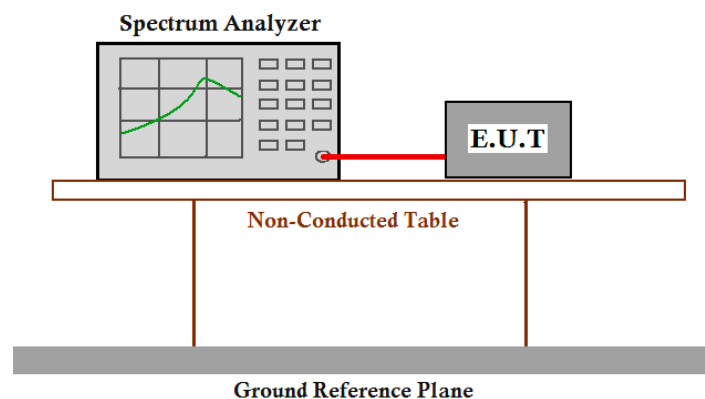 Spectrum Analyzer
E.U.T
Non-Conducted Table
Ground Reference Plane